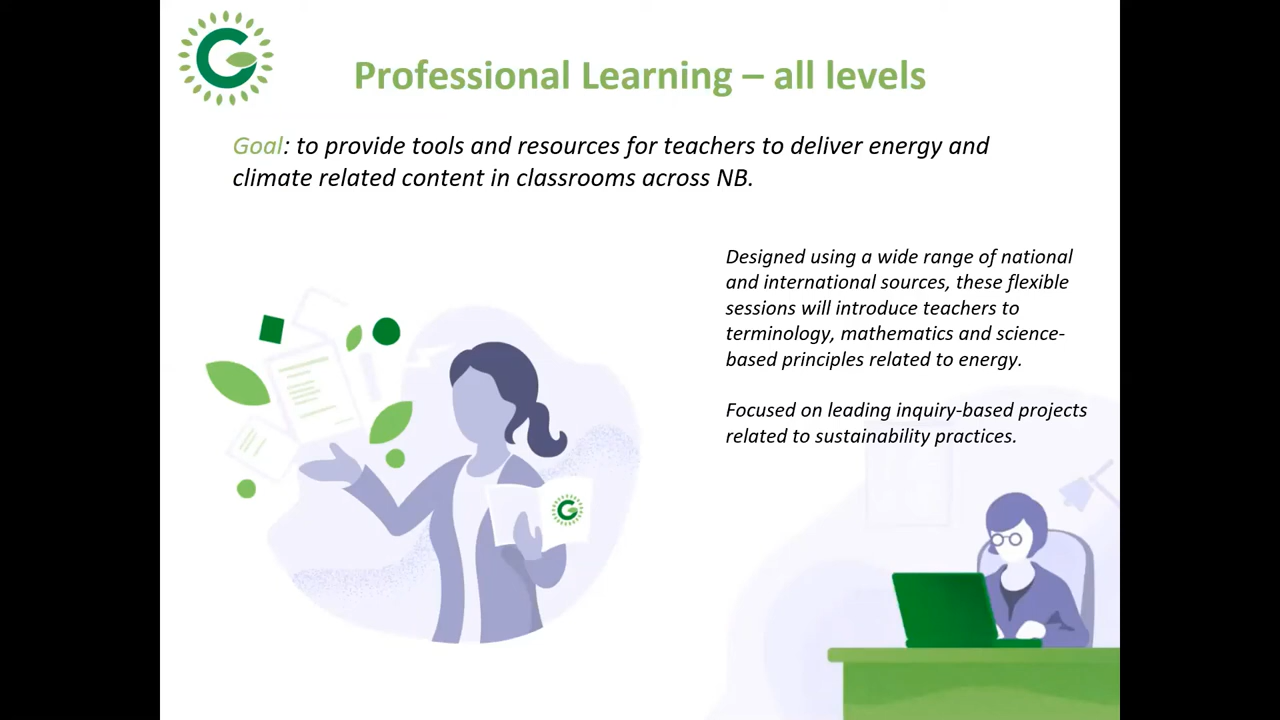 Professional Learning – all levels
Goal: to provide tools and resources for teachers to deliver energy and
climate related content in classrooms across NB.
Designed using a wide range of national
and international sources, these flexible
sessions will introduce teachers to
terminology, mathematics and science-
based principles related to energy.
Focused on leading inquiry-based projects
related to sustainability practices.